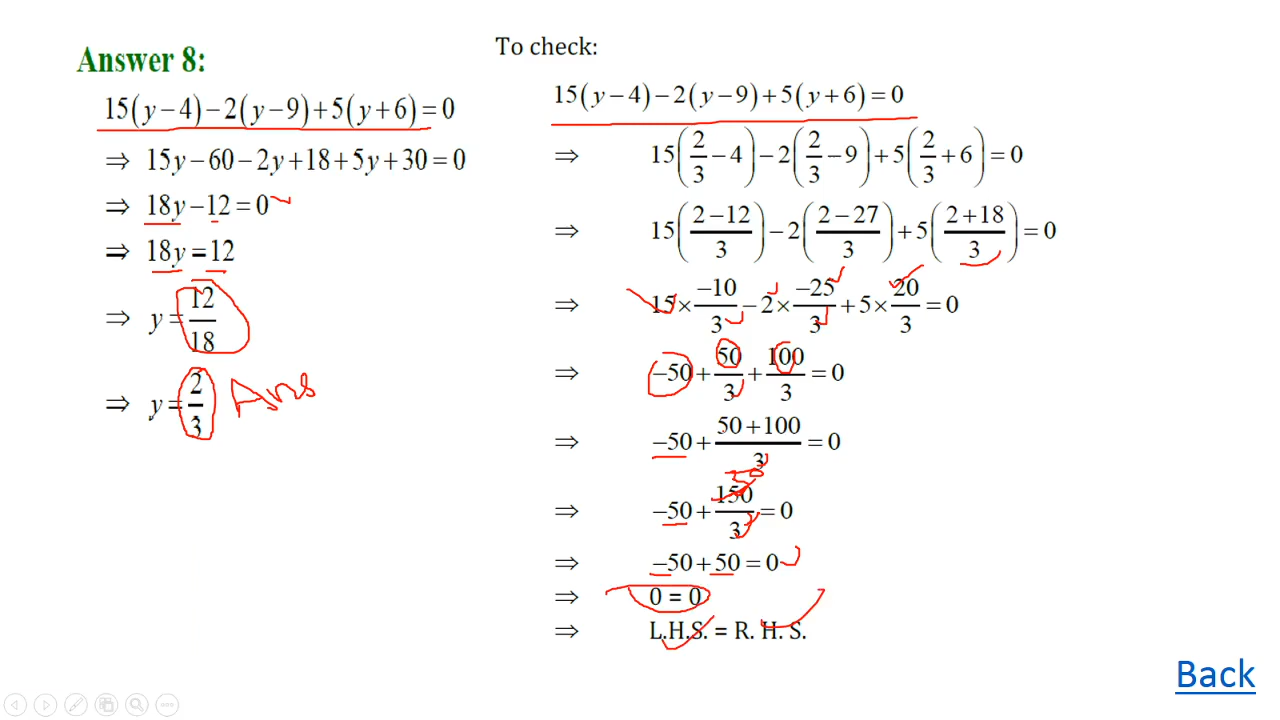 Answer 8:
15(y−4)−2(y−9)+5(y+6)=0
⇒ 15y−60−2y+18+5y+30=0
⇒ 18y−12=0
⇒ 18y=12
⇒ y=12/18
⇒ y=2/3 Ans
To check:
15(y−4)−2(y−9)+5(y+6)=0
⇒ 15(2/3−4)−2(2/3−9)+5(2/3+6)=0
⇒ 15((2−12)/3)−2((2−27)/3)+5((2+18)/3)=0
⇒ 15×−10/3−2×−25/3+5×20/3=0
⇒ −50+50/3+100/3=0
⇒ −50+(50+100)/3=0
50
⇒ −50+150/3=0
⇒ −50+50=0
⇒ 0 = 0
⇒ L.H.S. = R. H. S.
Back